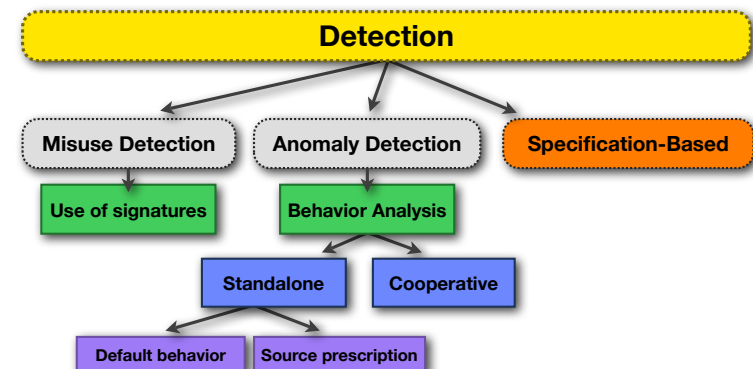 Detection
Misuse Detection
Anomaly Detection
Specification-Based
Use of signatures
Behavior Analysis
Standalone
Cooperative
Default behavior
Source prescription